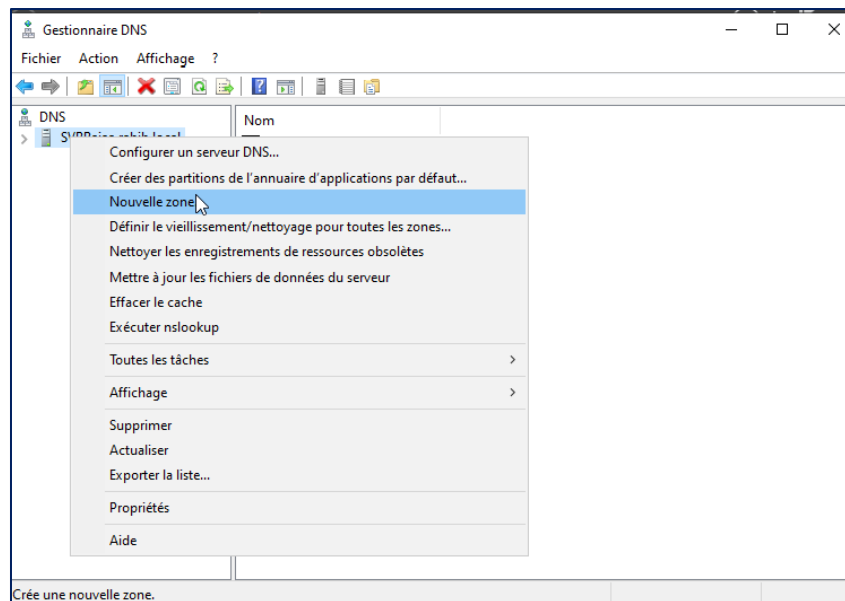 Gestionnaire DNS
Fichier Action Affichage ?
DNS
Nom
Configurer un serveur DNS...
Créer des partitions de l'annuaire d'applications par défaut...
Nouvelle zone
Définir le vieillissement/nettoyage pour toutes les zones...
Nettoyer les enregistrements de ressources obsolètes
Mettre à jour les fichiers de données du serveur
Effacer le cache
Exécuter nslookup
Toutes les tâches
Affichage
Supprimer
Actualiser
Exporter la liste...
Propriétés
Aide
Crée une nouvelle zone.